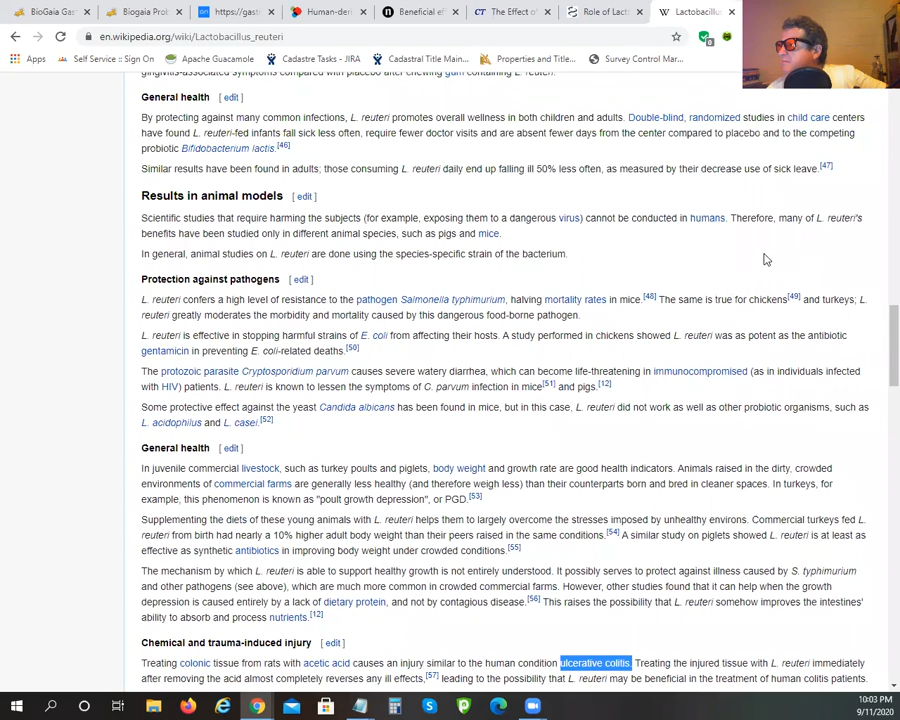 BioGaia Gas
Biogaia Prob
https://gastr
Human-deri
Beneficial ef
The Effect o
Role of Lact
Lactobacillus
en.wikipedia.org/wiki/Lactobacillus_reuteri
Apps
Self Service :: Sign On
Apache Guacamole
Cadastre Tasks - JIRA
Cadastral Title Main...
Properties and Title...
Survey Control Mar...
gingivitis-associated symptoms compared with placebo after chewing gum containing L. reuteri.
General health [ edit ]
By protecting against many common infections, L. reuteri promotes overall wellness in both children and adults. Double-blind, randomized studies in child care centers
have found L. reuteri-fed infants fall sick less often, require fewer doctor visits and are absent fewer days from the center compared to placebo and to the competing
probiotic Bifidobacterium lactis.[46]
Similar results have been found in adults; those consuming L. reuteri daily end up falling ill 50% less often, as measured by their decrease use of sick leave.[47]
Results in animal models [ edit ]
Scientific studies that require harming the subjects (for example, exposing them to a dangerous virus) cannot be conducted in humans. Therefore, many of L. reuteri's
benefits have been studied only in different animal species, such as pigs and mice.
In general, animal studies on L. reuteri are done using the species-specific strain of the bacterium.
Protection against pathogens [ edit ]
L. reuteri confers a high level of resistance to the pathogen Salmonella typhimurium, halving mortality rates in mice.[48] The same is true for chickens[49] and turkeys; L.
reuteri greatly moderates the morbidity and mortality caused by this dangerous food-borne pathogen.
L. reuteri is effective in stopping harmful strains of E. coli from affecting their hosts. A study performed in chickens showed L. reuteri was as potent as the antibiotic
gentamicin in preventing E. coli-related deaths.[50]
The protozoic parasite Cryptosporidium parvum causes severe watery diarrhea, which can become life-threatening in immunocompromised (as in individuals infected
with HIV) patients. L. reuteri is known to lessen the symptoms of C. parvum infection in mice[51] and pigs.[12]
Some protective effect against the yeast Candida albicans has been found in mice, but in this case, L. reuteri did not work as well as other probiotic organisms, such as
L. acidophilus and L. casei.[52]
General health [ edit ]
In juvenile commercial livestock, such as turkey poults and piglets, body weight and growth rate are good health indicators. Animals raised in the dirty, crowded
environments of commercial farms are generally less healthy (and therefore weigh less) than their counterparts born and bred in cleaner spaces. In turkeys, for
example, this phenomenon is known as "poult growth depression", or PGD.[53]
Supplementing the diets of these young animals with L. reuteri helps them to largely overcome the stresses imposed by unhealthy environs. Commercial turkeys fed L.
reuteri from birth had nearly a 10% higher adult body weight than their peers raised in the same conditions.[54] A similar study on piglets showed L. reuteri is at least as
effective as synthetic antibiotics in improving body weight under crowded conditions.[55]
The mechanism by which L. reuteri is able to support healthy growth is not entirely understood. It possibly serves to protect against illness caused by S. typhimurium
and other pathogens (see above), which are much more common in crowded commercial farms. However, other studies found that it can help when the growth
depression is caused entirely by a lack of dietary protein, and not by contagious disease.[56] This raises the possibility that L. reuteri somehow improves the intestines'
ability to absorb and process nutrients.[12]
Chemical and trauma-induced injury [ edit ]
Treating colonic tissue from rats with acetic acid causes an injury similar to the human condition ulcerative colitis. Treating the injured tissue with L. reuteri immediately
after removing the acid almost completely reverses any ill effects,[57] leading to the possibility that L. reuteri may be beneficial in the treatment of human colitis patients.
10:03 PM
9/11/2020